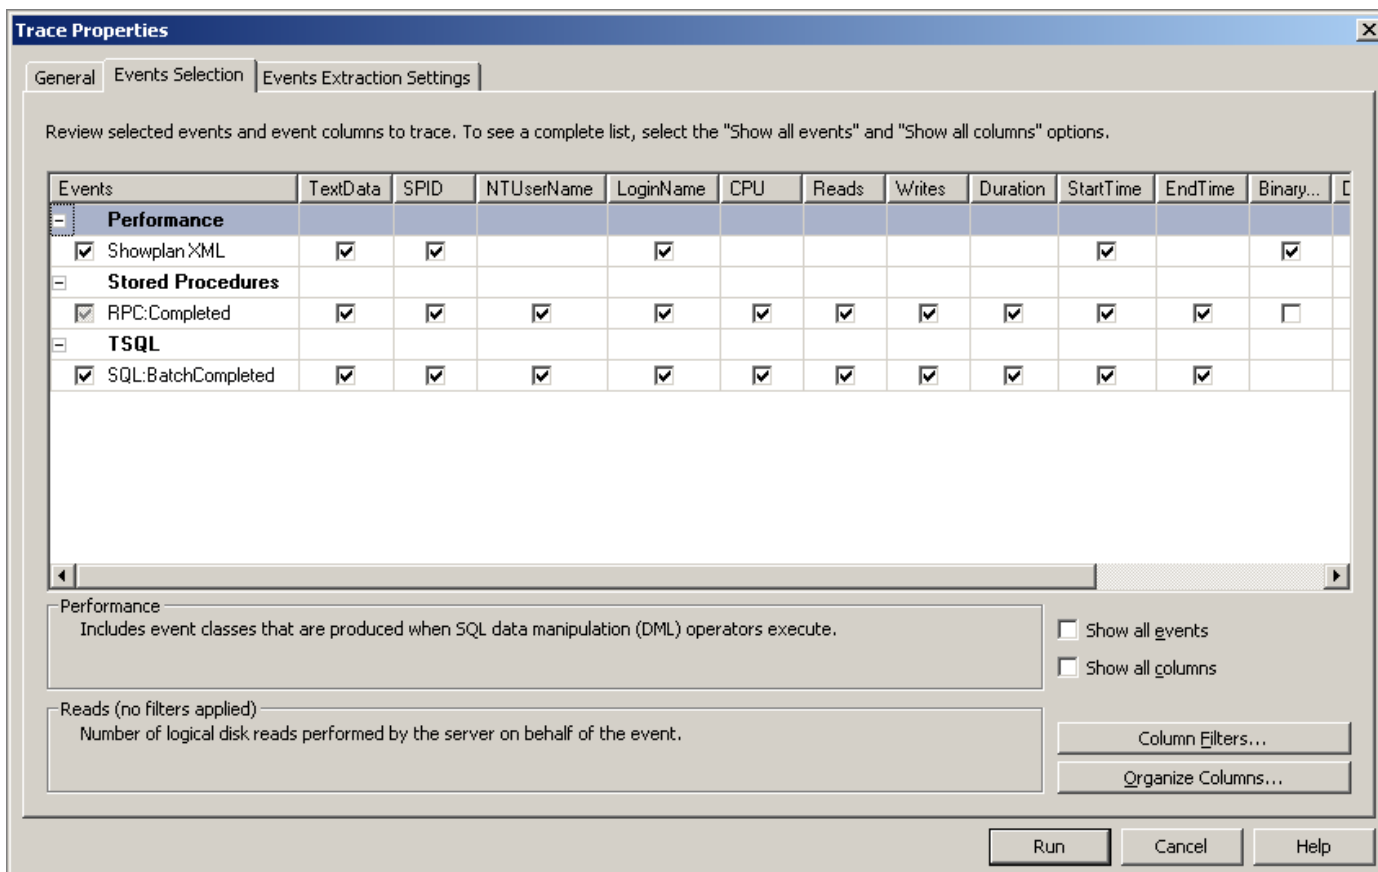 Trace Properties
General Events Selection Events Extraction Settings
Review selected events and event columns to trace. To see a complete list, select the "Show all events" and "Show all columns" options.
Events TextData SPID NTUserName LoginName CPU Reads Writes Duration StartTime EndTime Binary... D
Performance
Showplan XML
Stored Procedures
RPC:Completed
TSQL
SQL:BatchCompleted
Performance
Includes event classes that are produced when SQL data manipulation (DML) operators execute.
Show all events
Show all columns
Reads (no filters applied)
Number of logical disk reads performed by the server on behalf of the event.
Column Filters...
Organize Columns...
Run Cancel Help